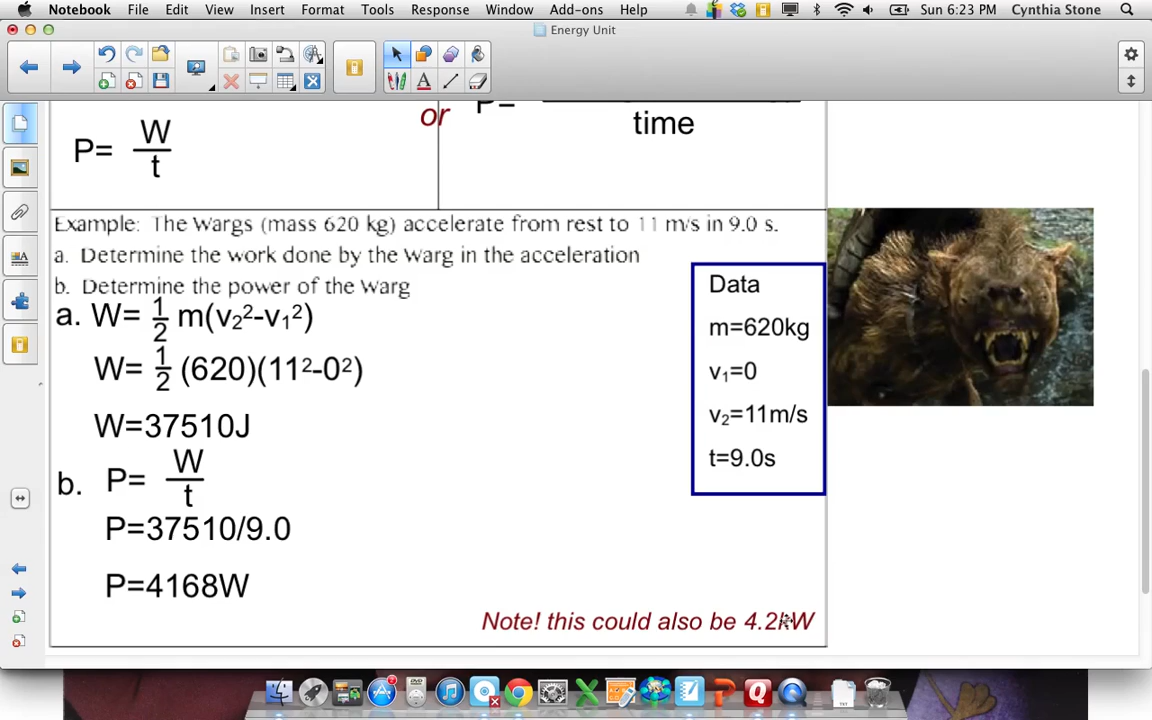 Notebook File Edit View Insert Format Tools Response Window Add-ons Help Sun 6:23 PM Cynthia Stone
Energy Unit
P= W/t
or
P=
time
Example: The Wargs (mass 620 kg) accelerate from rest to 11 m/s in 9.0 s.
a. Determine the work done by the Warg in the acceleration
b. Determine the power of the Warg
a. W= 1/2 m(v₂²-v₁²)
W= 1/2 (620)(11²-0²)
W=37510J
b. P= W/t
P=37510/9.0
P=4168W
Data
m=620kg
v₁=0
v₂=11m/s
t=9.0s
Note! this could also be 4.2kW